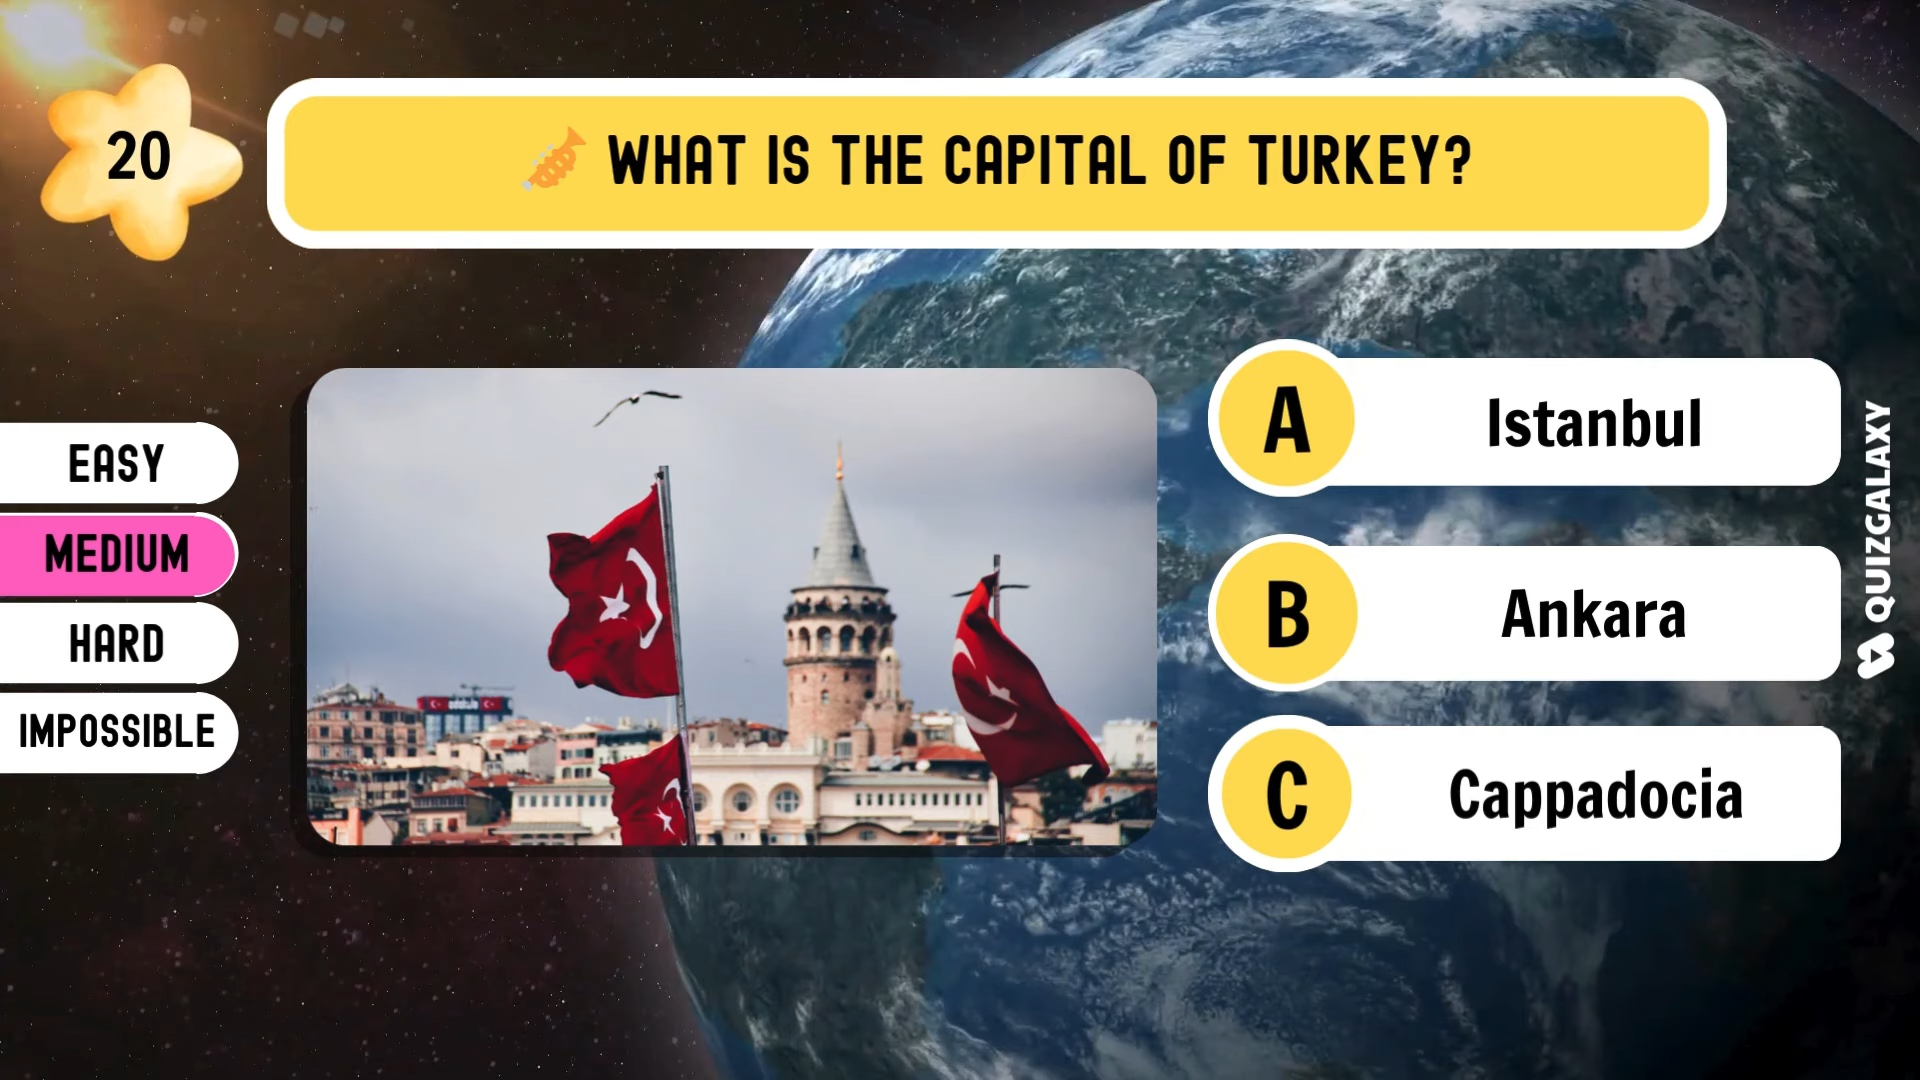 20
WHAT IS THE CAPITAL OF TURKEY?
EASY
MEDIUM
HARD
IMPOSSIBLE
A
Istanbul
B
Ankara
C
Cappadocia
QUIZGALAXY